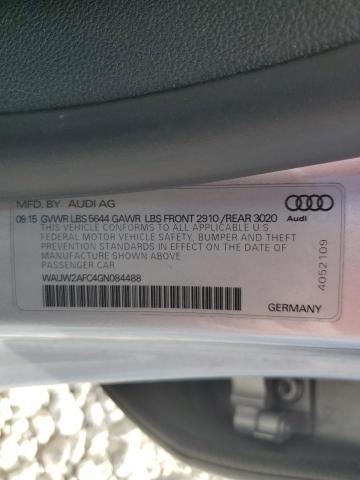 MFD. BY AUDI AG
09 15 GVWR LBS 5644 GAWR LBS FRONT 2910 / REAR 3020
THIS VEHICLE CONFORMS TO ALL APPLICABLE U.S.
FEDERAL MOTOR VEHICLE SAFETY, BUMPER AND THEFT
PREVENTION STANDARDS IN EFFECT ON THE DATE OF
MANUFACTURE SHOWN ABOVE
PASSENGER CAR
WAUW2AFC4GN084488
Audi
4052109
GERMANY